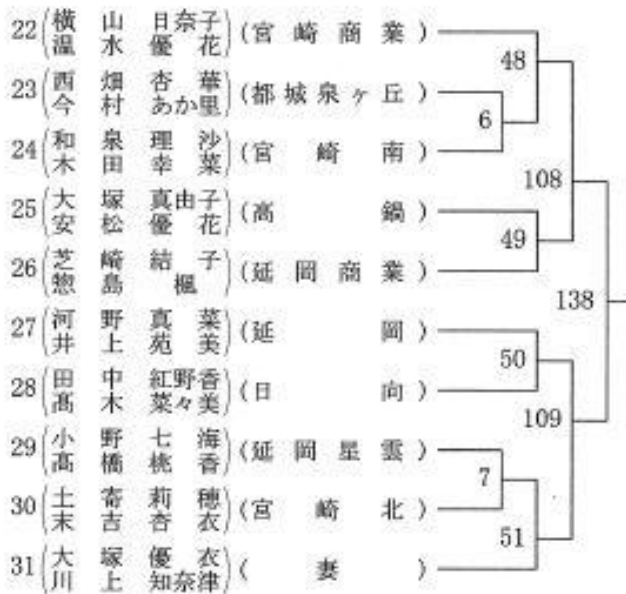 22 (横山日奈子 温水優花) (宮崎商業)
23 (西畑杏華 今村あか里) (都城泉ヶ丘)
24 (和泉理沙 木田幸菜) (宮崎南)
25 (大塚真由子 安松優花) (高鍋)
26 (芝崎結子 惣島楓) (延岡商業)
27 (河野真菜 井上苑美) (延岡)
28 (田中紅野香 髙木菜々美) (日向)
29 (小野七海 髙橋桃香) (延岡星雲)
30 (土寄莉穂 末吉杏衣) (宮崎北)
31 (大塚優衣 川上知奈津) (妻)
48
6
108
49
138
50
109
7
51